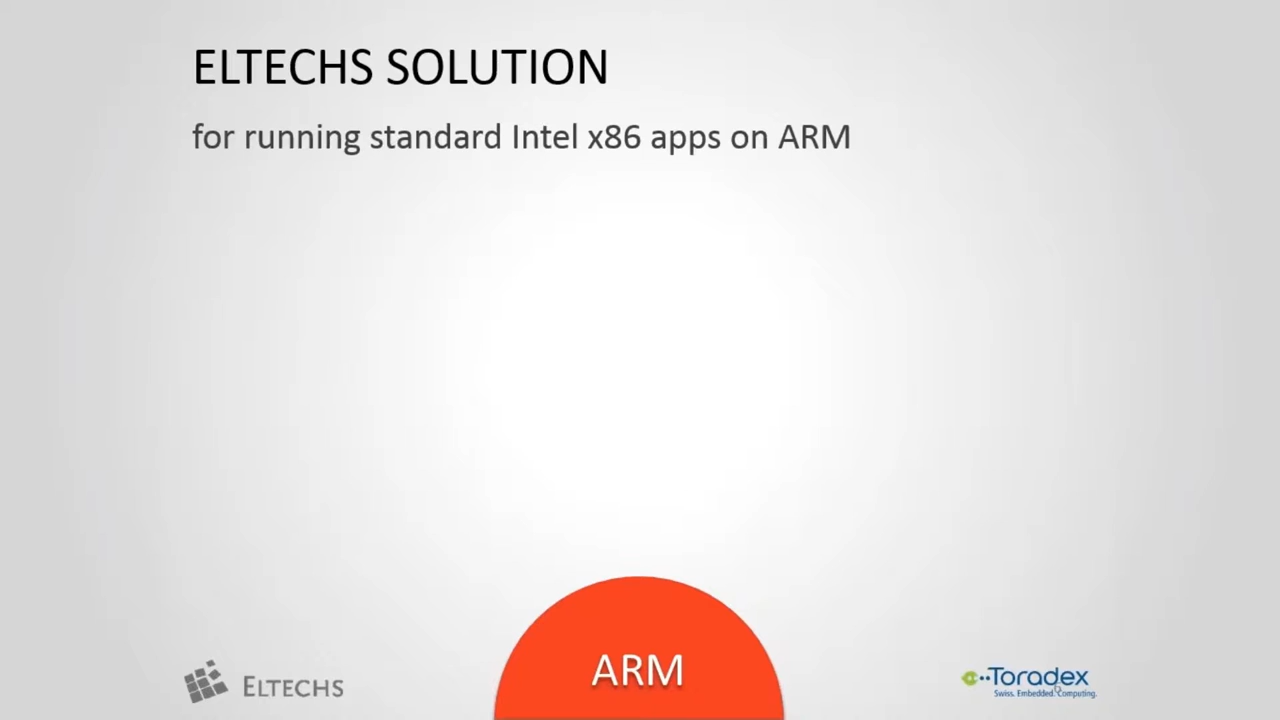 ELTECHS SOLUTION
for running standard Intel x86 apps on ARM
ARM
ELTECHS
Toradex
Swiss. Embedded. Computing.